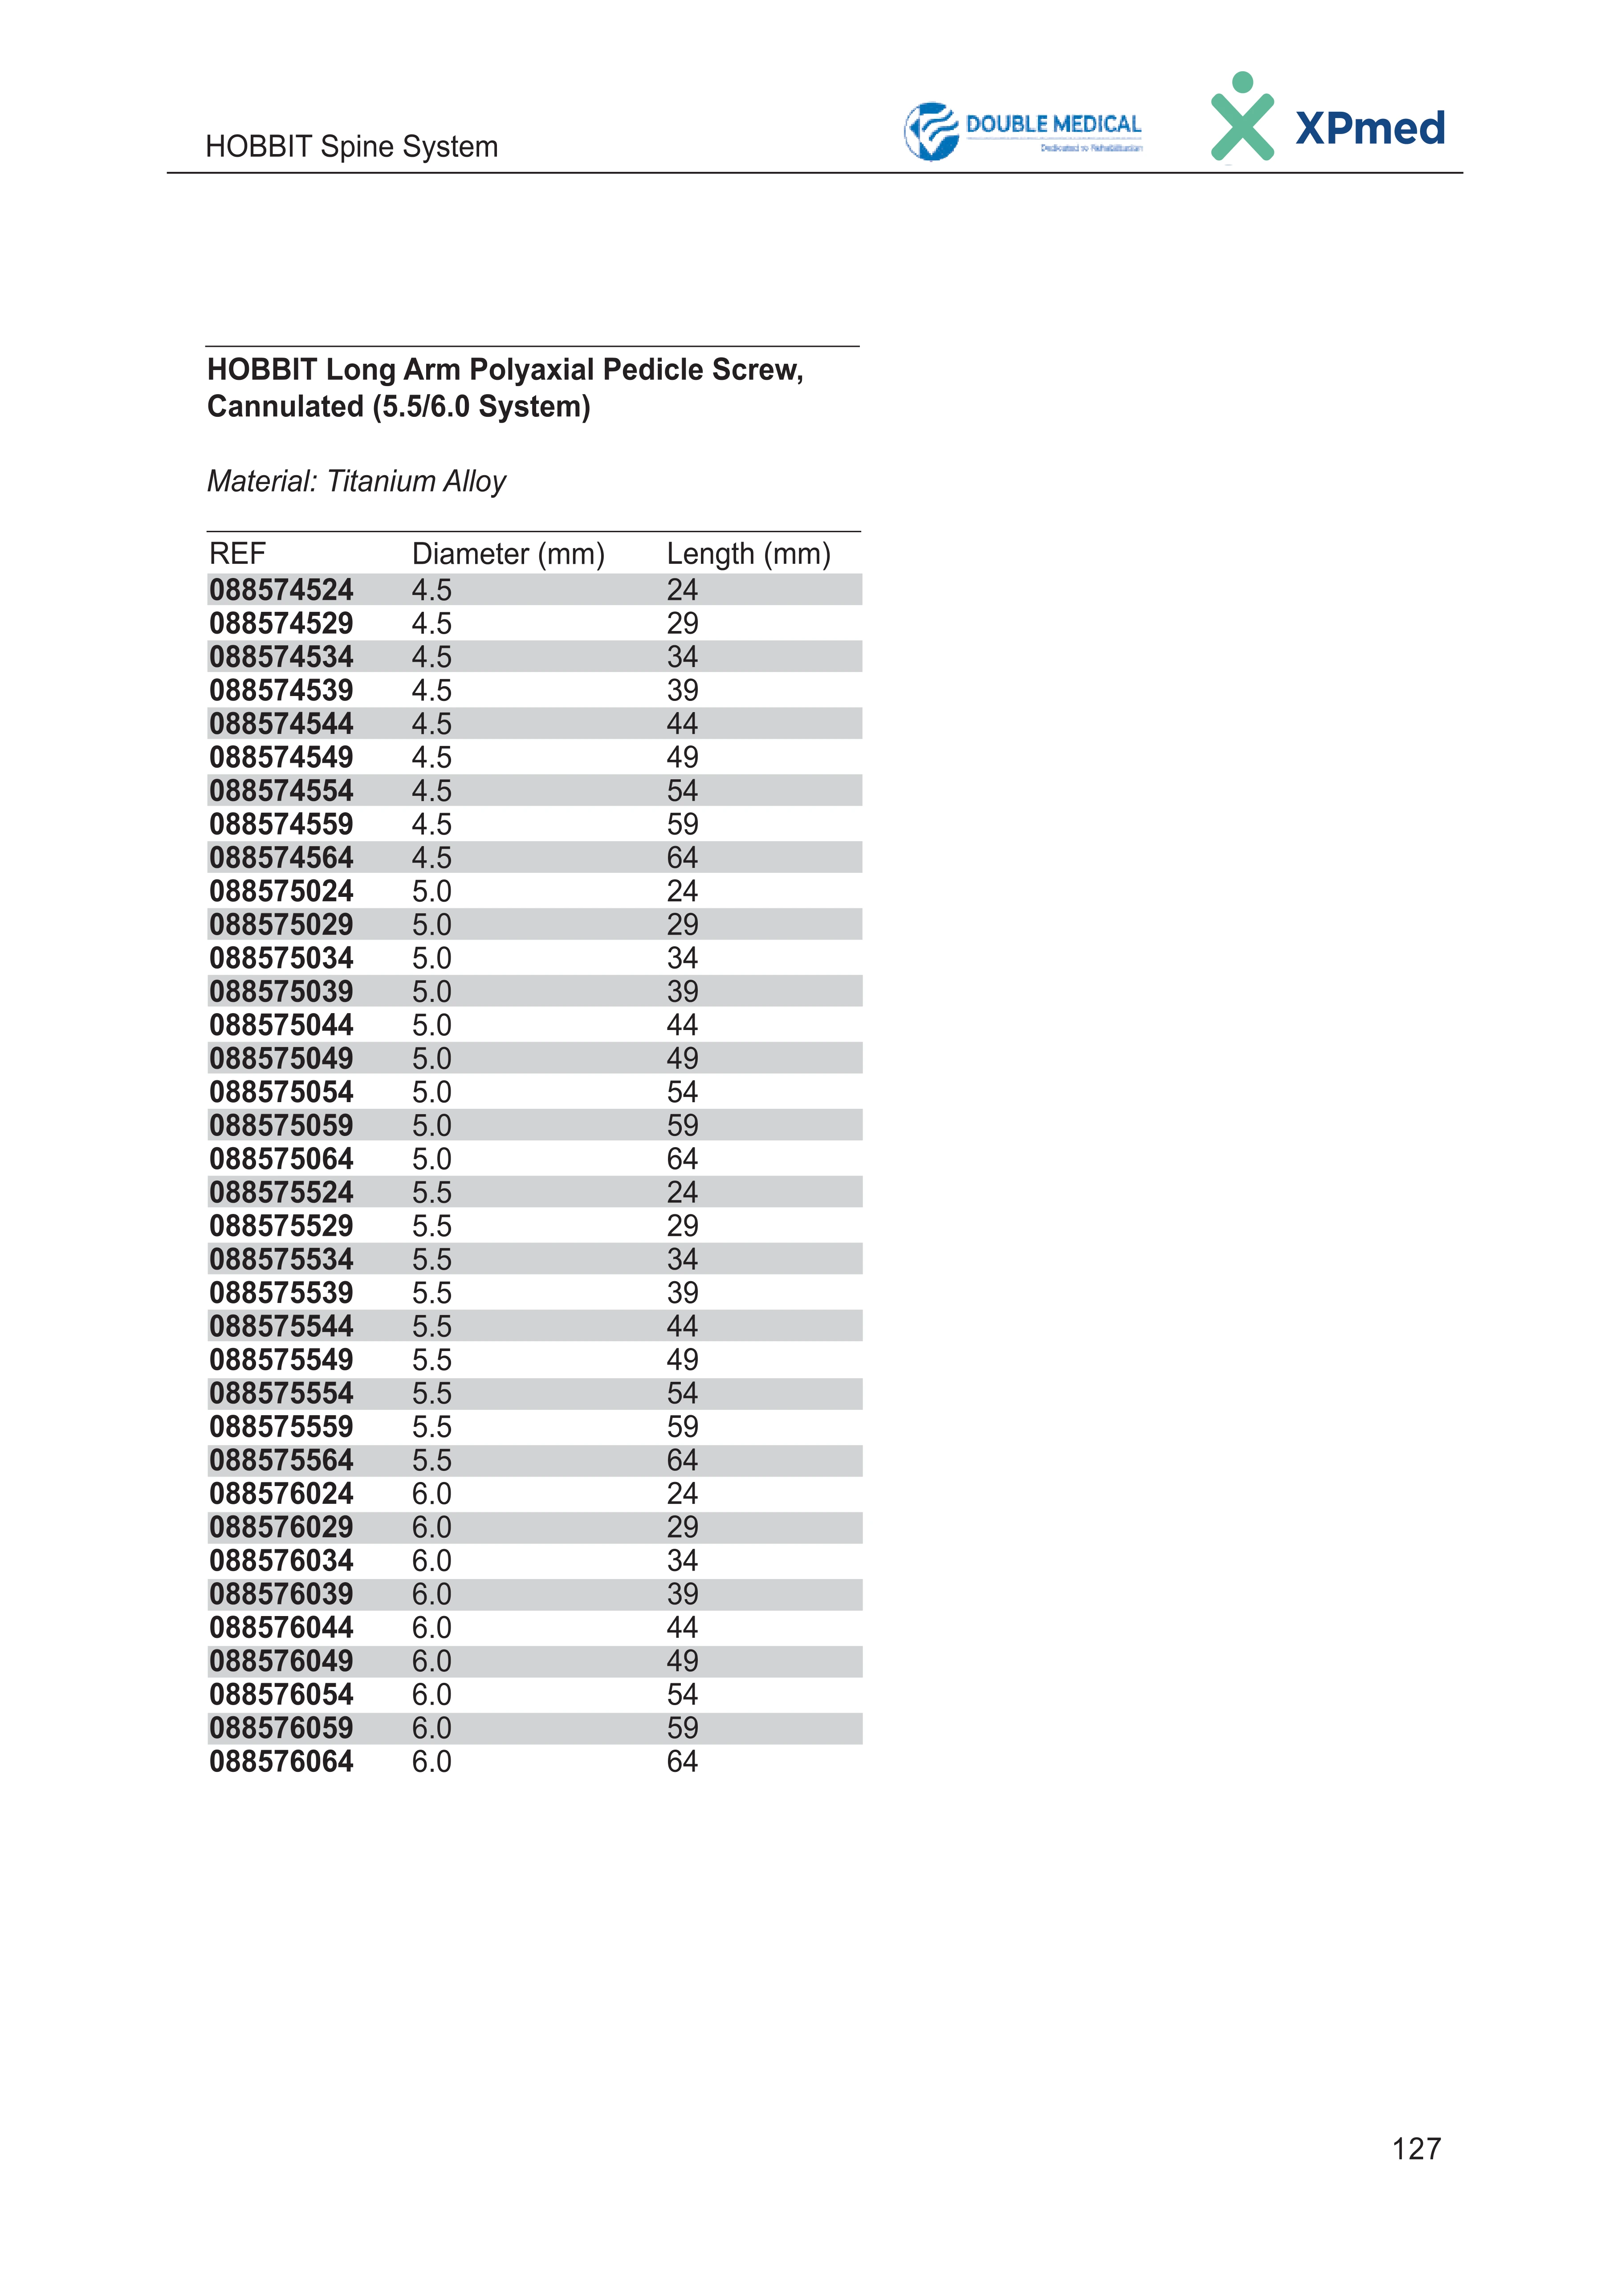 HOBBIT Spine System
DOUBLE MEDICAL
Dedicated to Rehabilitation
XPmed
HOBBIT Long Arm Polyaxial Pedicle Screw,
Cannulated (5.5/6.0 System)
Material: Titanium Alloy
REF Diameter (mm) Length (mm)
088574524 4.5 24
088574529 4.5 29
088574534 4.5 34
088574539 4.5 39
088574544 4.5 44
088574549 4.5 49
088574554 4.5 54
088574559 4.5 59
088574564 4.5 64
088575024 5.0 24
088575029 5.0 29
088575034 5.0 34
088575039 5.0 39
088575044 5.0 44
088575049 5.0 49
088575054 5.0 54
088575059 5.0 59
088575064 5.0 64
088575524 5.5 24
088575529 5.5 29
088575534 5.5 34
088575539 5.5 39
088575544 5.5 44
088575549 5.5 49
088575554 5.5 54
088575559 5.5 59
088575564 5.5 64
088576024 6.0 24
088576029 6.0 29
088576034 6.0 34
088576039 6.0 39
088576044 6.0 44
088576049 6.0 49
088576054 6.0 54
088576059 6.0 59
088576064 6.0 64
127